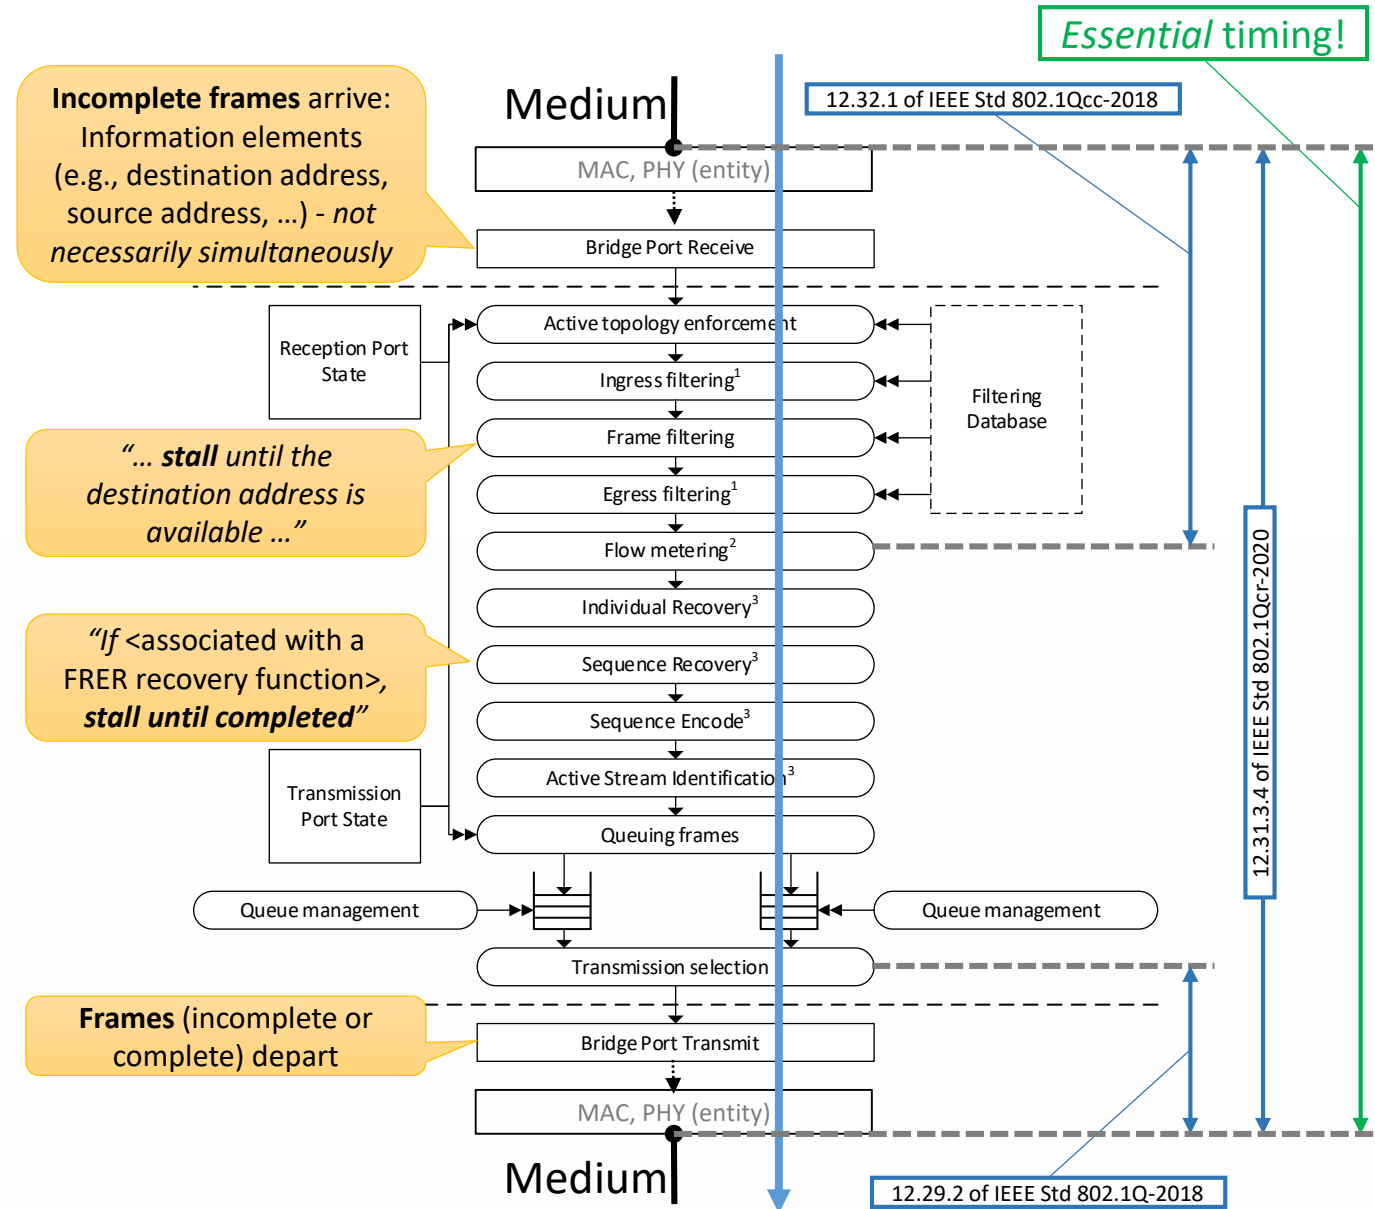 Essential timing!
Medium
12.32.1 of IEEE Std 802.1Qcc-2018
Incomplete frames arrive:
Information elements
(e.g., destination address,
source address, …) - not
necessarily simultaneously
MAC, PHY (entity)
Bridge Port Receive
Reception Port
State
Active topology enforcement
Ingress filtering1
Frame filtering
Egress filtering1
Flow metering2
Individual Recovery3
Sequence Recovery3
Sequence Encode3
Active Stream Identification3
Queuing frames
Filtering
Database
“… stall until the
destination address is
available …”
“If <associated with a
FRER recovery function>,
stall until completed”
Transmission
Port State
12.31.3.4 of IEEE Std 802.1Qcr-2020
Queue management
Queue management
Transmission selection
Frames (incomplete or
complete) depart
Bridge Port Transmit
MAC, PHY (entity)
Medium
12.29.2 of IEEE Std 802.1Q-2018